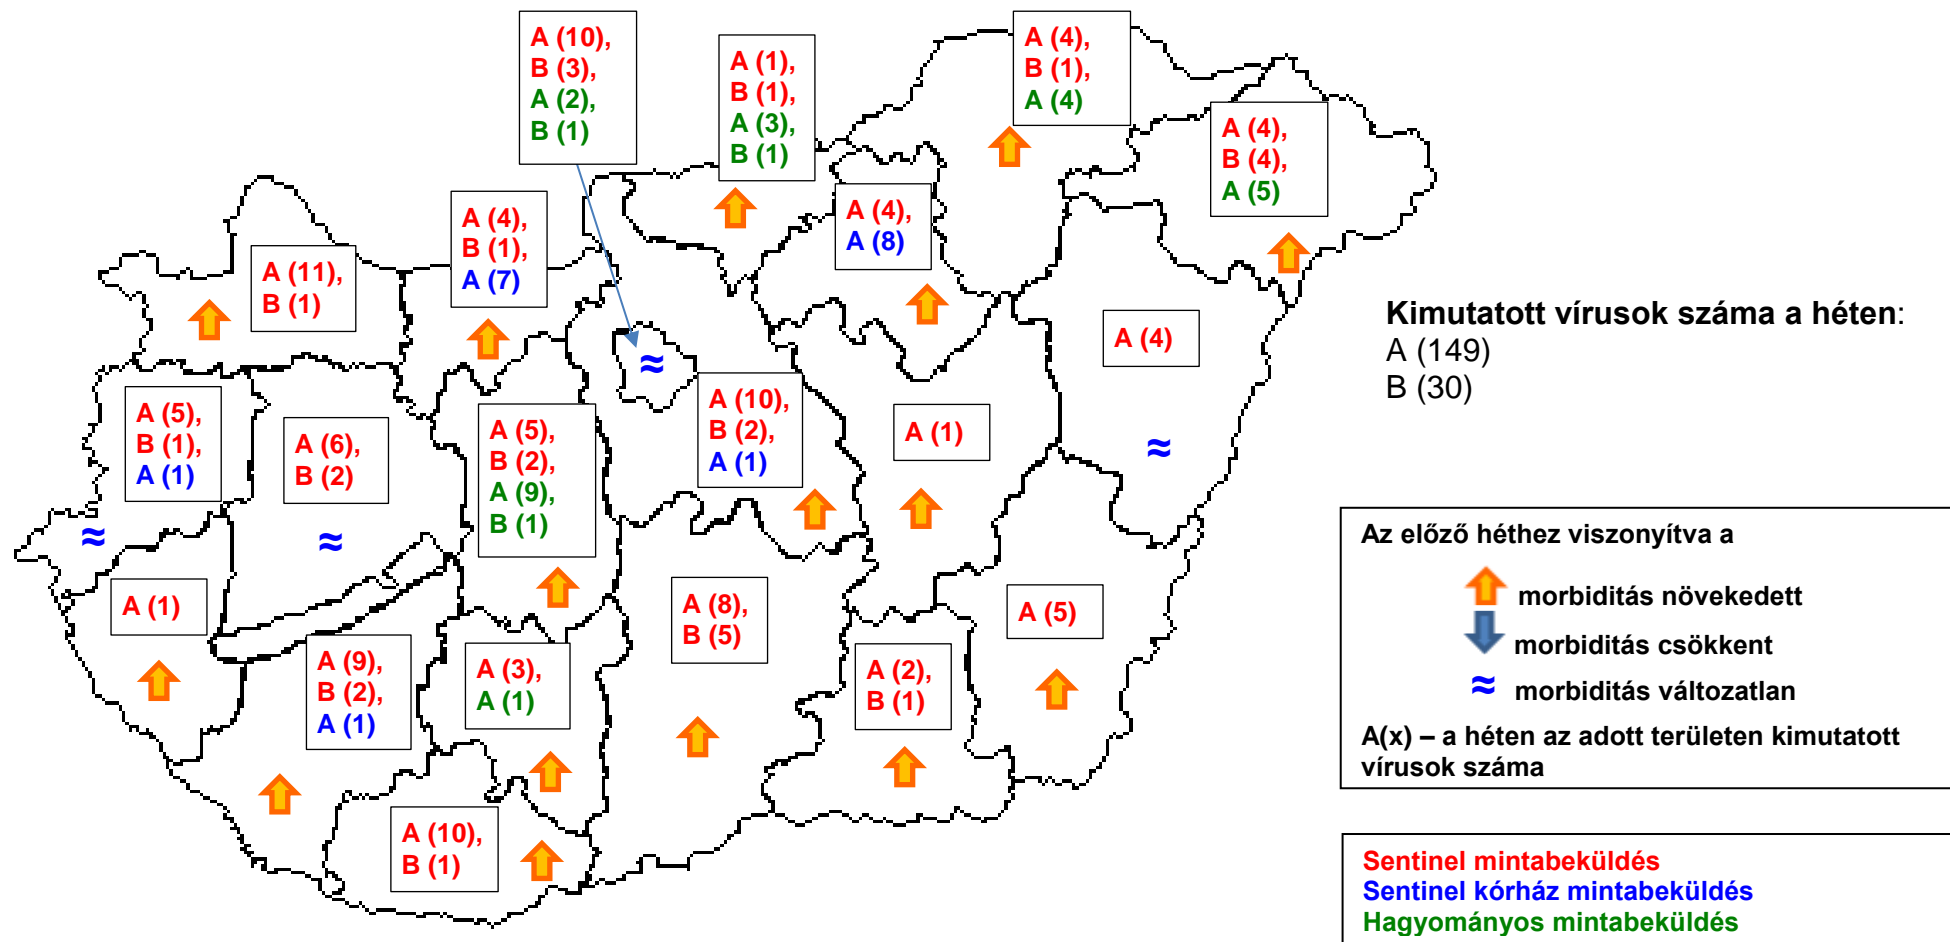 A (10),
B (3),
A (2),
B (1)
A (1),
B (1),
A (3),
B (1)
A (4),
B (1),
A (4)
A (4),
B (4),
A (5)
A (4),
B (1),
A (7)
A (4),
A (8)
A (11),
B (1)
A (4)
Kimutatott vírusok száma a héten:
A (149)
B (30)
≈
A (5),
B (1),
A (1)
A (6),
B (2)
A (5),
B (2),
A (9),
B (1)
A (10),
B (2),
A (1)
A (1)
≈
≈
≈
A (1)
A (8),
B (5)
A (5)
A (9),
B (2),
A (1)
A (3),
A (1)
A (2),
B (1)
A (10),
B (1)
Az előző héthez viszonyítva a
morbiditás növekedett
morbiditás csökkent
≈ morbiditás változatlan
A(x) – a héten az adott területen kimutatott
vírusok száma
Sentinel mintabeküldés
Sentinel kórház mintabeküldés
Hagyományos mintabeküldés